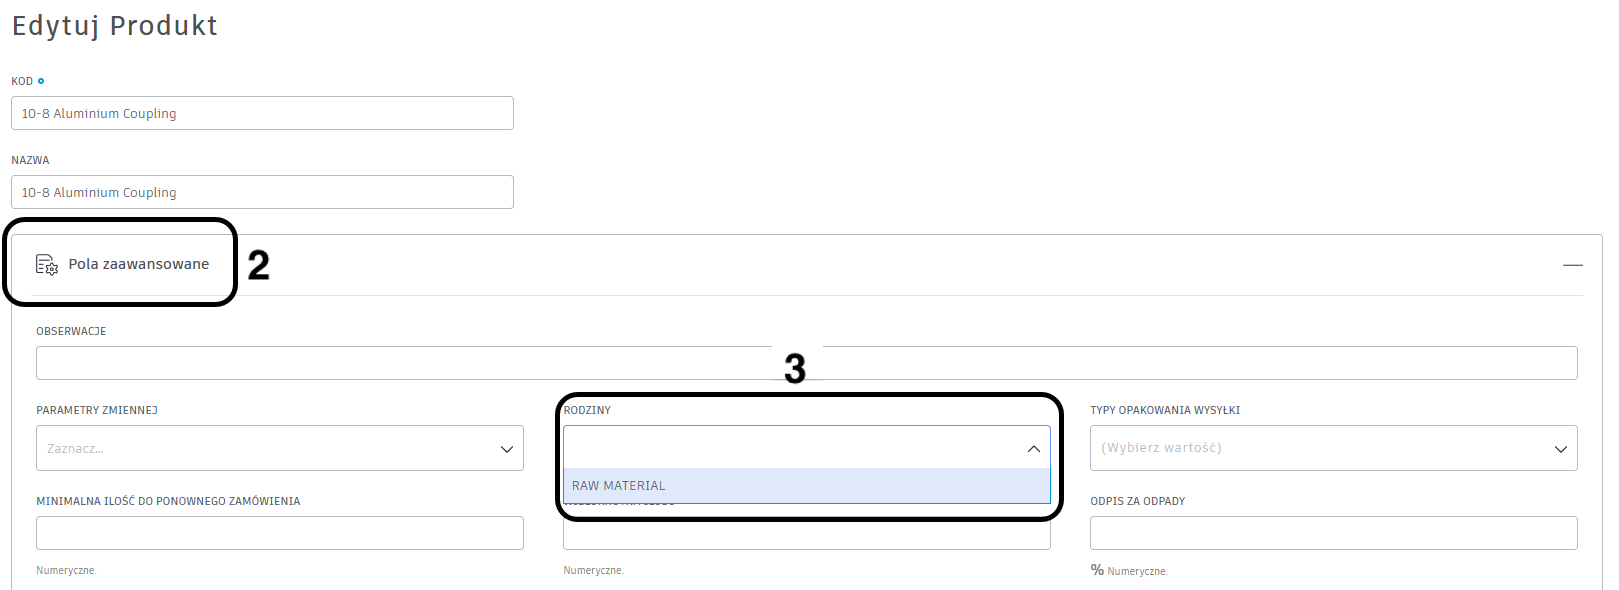 Edytuj Produkt
KOD
10-8 Aluminium Coupling
NAZWA
10-8 Aluminium Coupling
Pola zaawansowane
2
OBSERWACJE
3
PARAMETRY ZMIENNEJ
Zaznacz...
RODZINY
RAW MATERIAL
TYPY OPAKOWANIA WYSYŁKI
(Wybierz wartość)
MINIMALNA ILOŚĆ DO PONOWNEGO ZAMÓWIENIA
Numeryczne.
Numeryczne.
ODPIS ZA ODPADY
% Numeryczne.